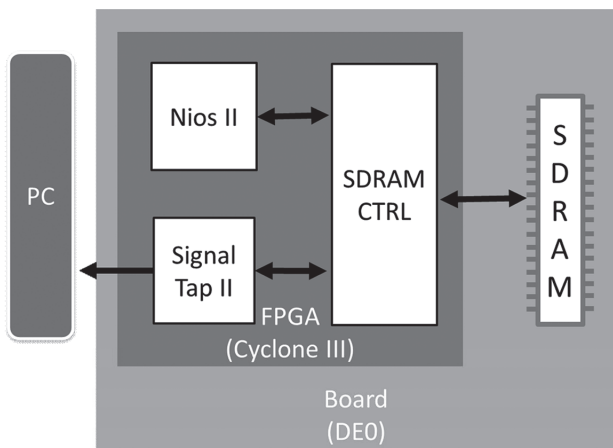 PC
Nios II
Signal
Tap II
SDRAM
CTRL
FPGA
(Cyclone III)
S
D
R
A
M
Board
(DE0)